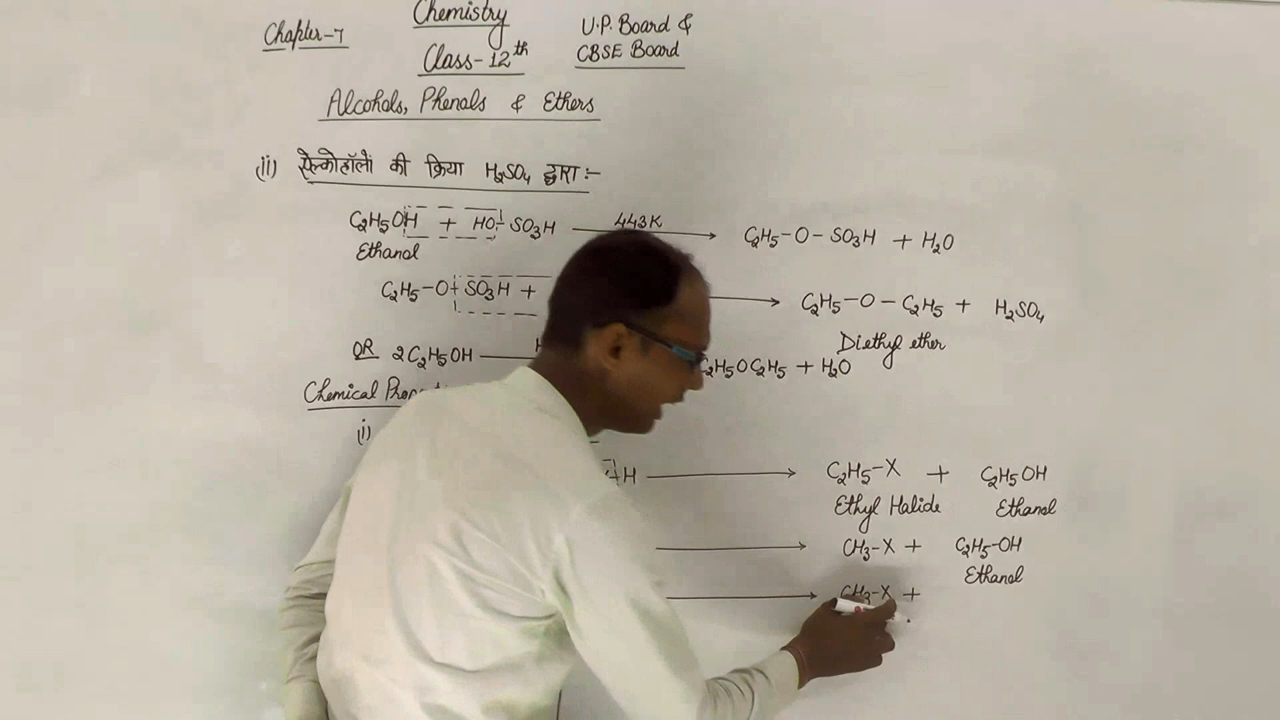 Chapter-7
Chemistry
Class-12th
U.P. Board &
CBSE Board
Alcohols, Phenols & Ethers
(ii) ऐल्कोहॉलों की क्रिया H₂SO₄ द्वारा :-
C₂H₅OH + HO-SO₃H 443K C₂H₅-O-SO₃H + H₂O
Ethanol
C₂H₅-O-SO₃H + C₂H₅-O-C₂H₅ + H₂SO₄
Diethyl ether
OR 2C₂H₅OH C₂H₅OC₂H₅ + H₂O
Chemical
(i)
H C₂H₅-X + C₂H₅OH
Ethyl Halide Ethanol
CH₃-X + C₂H₅-OH
Ethanol
CH₃-X +